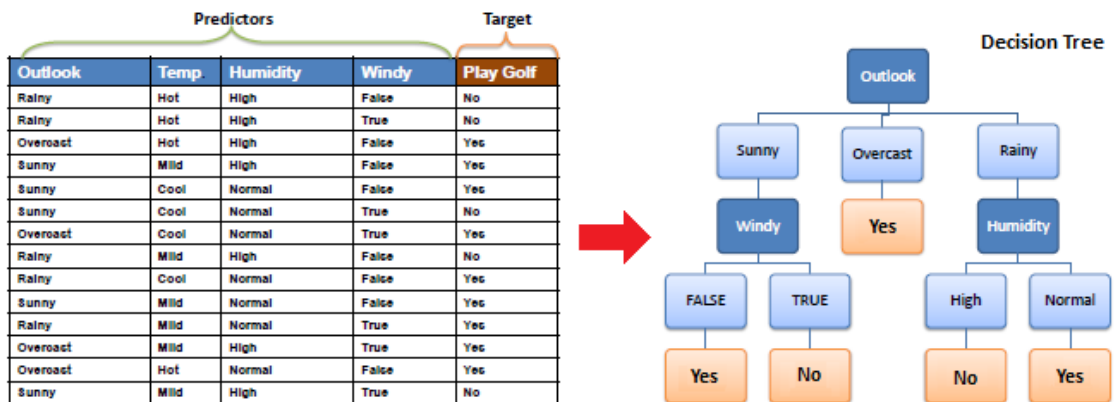 Predictors Target
Outlook Temp. Humidity Windy Play Golf
Rainy Hot High False No
Rainy Hot High True No
Overcast Hot High False Yes
Sunny Mild High False Yes
Sunny Cool Normal False Yes
Sunny Cool Normal True No
Overcast Cool Normal True Yes
Rainy Mild High False No
Rainy Cool Normal False Yes
Sunny Mild Normal False Yes
Rainy Mild Normal True Yes
Overcast Mild High True Yes
Overcast Hot Normal False Yes
Sunny Mild High True No
Decision Tree
Outlook
Sunny Overcast Rainy
Windy Yes Humidity
FALSE TRUE High Normal
Yes No No Yes